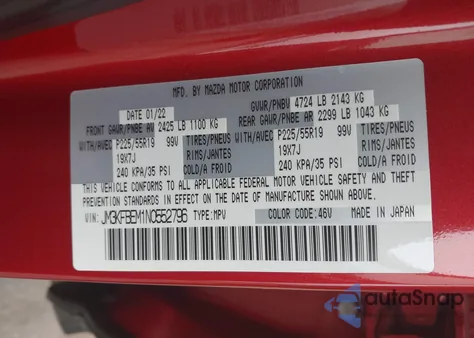 MFD. BY MAZDA MOTOR CORPORATION
DATE 01/22 GVWR/PNBV 4724 LB 2143 KG
FRONT GAWR/PNBE AV 2425 LB 1100 KG REAR GAWR/PNBE AR 2299 LB 1043 KG
WITH/AVEC P225/55R19 99V TIRES/PNEUS WITH/AVEC P225/55R19 99V TIRES/PNEUS
19X7J RIMS/JANTES 19X7J RIMS/JANTES
240 KPA/35 PSI COLD/A FROID 240 KPA/35 PSI COLD/A FROID
THIS VEHICLE CONFORMS TO ALL APPLICABLE FEDERAL MOTOR VEHICLE SAFETY AND THEFT
PREVENTION STANDARDS IN EFFECT ON THE DATE OF MANUFACTURE SHOWN ABOVE.
VIN: JM3KFBEM1N0552796 TYPE:MPV COLOR CODE:46V MADE IN JAPAN
autoSnap